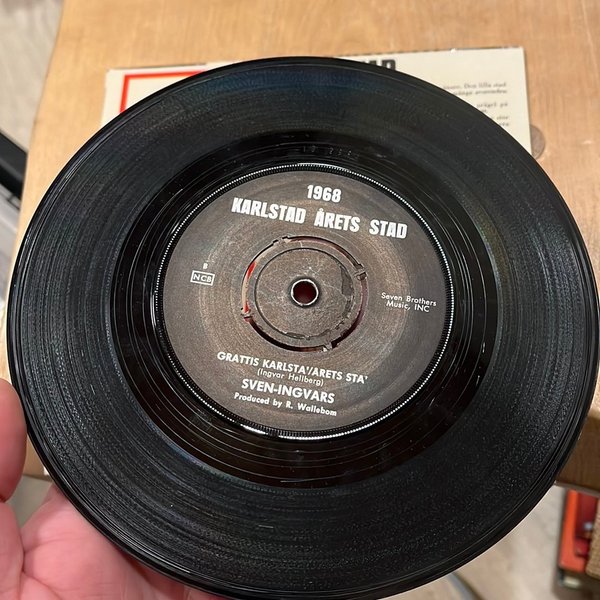 1968
KARLSTAD ÅRETS STAD
B
NCB
Seven Brothers
Music, INC
GRATTIS KARLSTA'/ARETS STA'
(Ingvar Hellberg)
SVEN-INGVARS
Produced by R. Wallebom